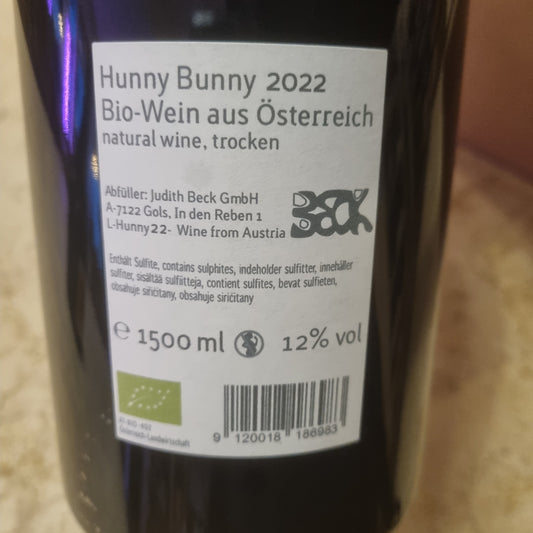 Hunny Bunny 2022
Bio-Wein aus Österreich
natural wine, trocken
Abfüller: Judith Beck GmbH
A-7122 Gols, In den Reben 1
L-Hunny22- Wine from Austria
BECK
Enthält Sulfite, contains sulphites, indeholder sulfitter, innehåller
sulfiter, sisältää sulfiitteja, contient sulfites, bevat sulfieten,
obsahuje siričitany, obsahuje siričitany
e 1500 ml 12% vol
AT-BIO-402
Österreich-Landwirtschaft
9 120018 186983